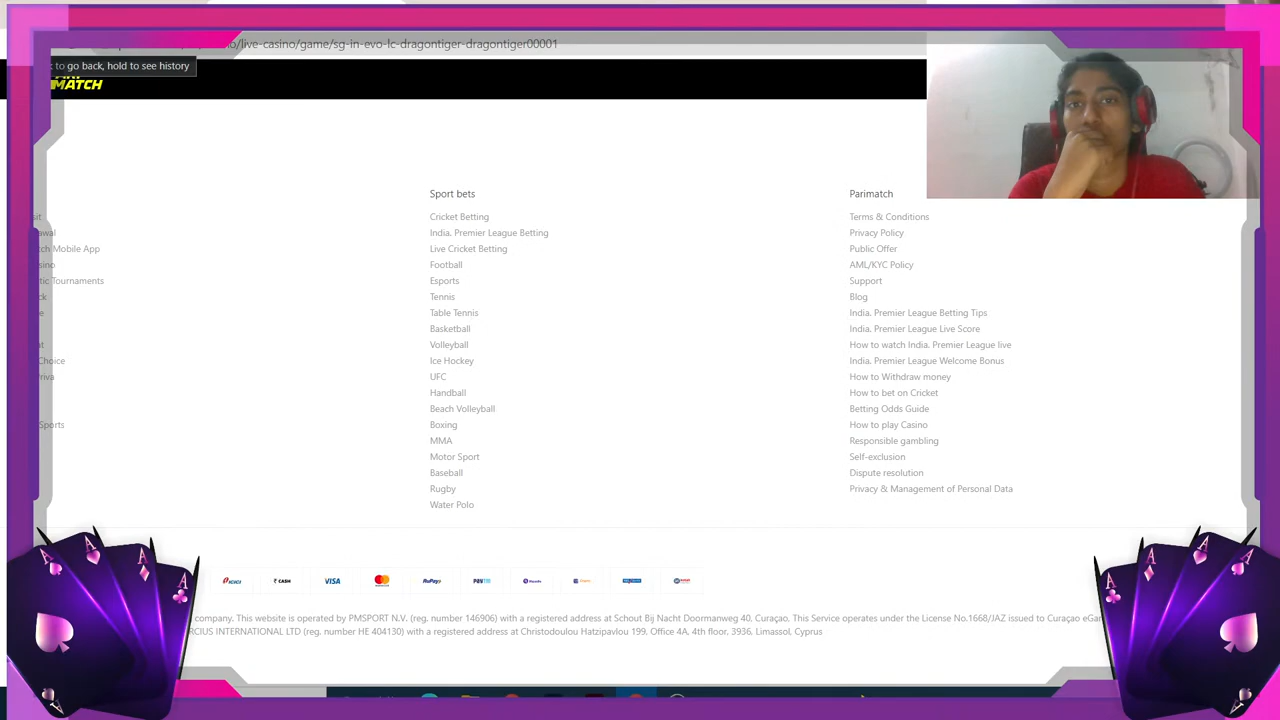 /live-casino/game/sg-in-evo-lc-dragontiger-dragontiger00001
to go back, hold to see history
MATCH
Mobile App
Tournaments
Choice
Sports
Sport bets
Cricket Betting
India. Premier League Betting
Live Cricket Betting
Football
Esports
Tennis
Table Tennis
Basketball
Volleyball
Ice Hockey
UFC
Handball
Beach Volleyball
Boxing
MMA
Motor Sport
Baseball
Rugby
Water Polo
Parimatch
Terms & Conditions
Privacy Policy
Public Offer
AML/KYC Policy
Support
Blog
India. Premier League Betting Tips
India. Premier League Live Score
How to watch India. Premier League live
India. Premier League Welcome Bonus
How to Withdraw money
How to bet on Cricket
Betting Odds Guide
How to play Casino
Responsible gambling
Self-exclusion
Dispute resolution
Privacy & Management of Personal Data
ICICI CASH VISA mastercard RuPay PAYTM
company. This website is operated by PMSPORT N.V. (reg. number 146906) with a registered address at Schout Bij Nacht Doormanweg 40, Curaçao. This Service operates under the License No.1668/JAZ issued to Curaçao
INTERNATIONAL LTD (reg. number HE 404130) with a registered address at Christodoulou Hatzipavlou 199, Office 4A, 4th floor, 3936, Limassol, Cyprus
A A A A
A A A A